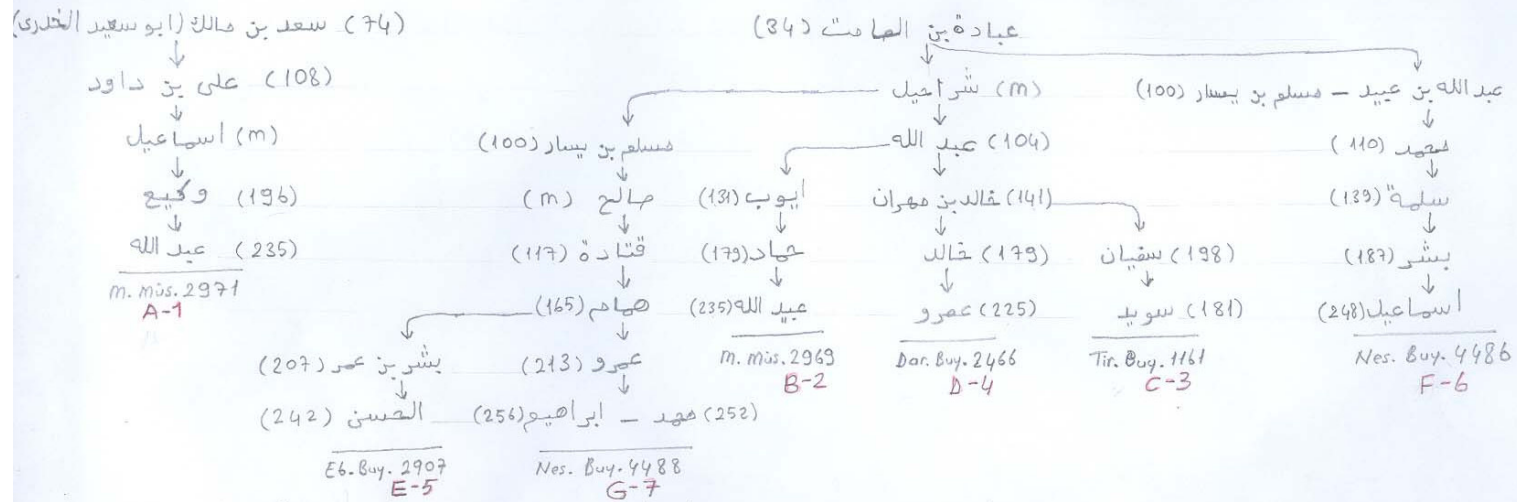 سعد بن مالك (ابو سعيد الخدرى) (74)
عبادة بن الصامت (34)
على بن داود (108)
شراحيل (m)
عبد الله بن عبيد – مسلم بن يسار (100)
اسماعيل (m)
مسلم بن يسار (100)
عبد الله (104)
محمد (110)
وكيع (196)
صالح (m)
ايوب (131)
خالد بن مهران (141)
سلمة (139)
عبد الله (235)
قتادة (117)
حماد (179)
خالد (179)
سفيان (198)
بشر (187)
m. müs. 2971
A-1
همام (165)
عبيد الله (235)
عمرو (225)
سويد (181)
اسماعيل (248)
m. müs. 2969
B-2
Dar. Buy. 2466
D-4
Tir. Buy. 1161
C-3
Nes. Buy. 4486
F-6
بشر بن عمر (207)
عمرو (213)
الحسن (242)
محمد (252) – ابراهيم (256)
Eb. Buy. 2907
E-5
Nes. Buy. 4488
G-7